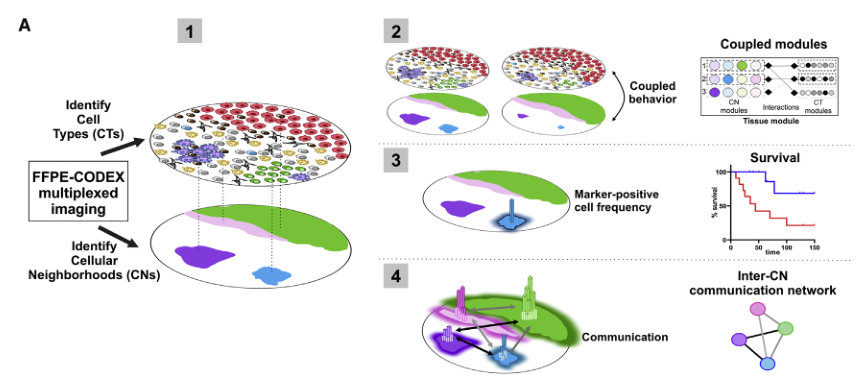 A
1
Identify
Cell
Types (CTs)
FFPE-CODEX
multiplexed
imaging
Identify
Cellular
Neighborhoods (CNs)
2
Coupled
behavior
Coupled modules
1
2
3
CN
modules
Interactions
CT
modules
Tissue module
3
Marker-positive
cell frequency
Survival
% survival
100
50
0
0
50
100
150
time
4
Communication
Inter-CN
communication network